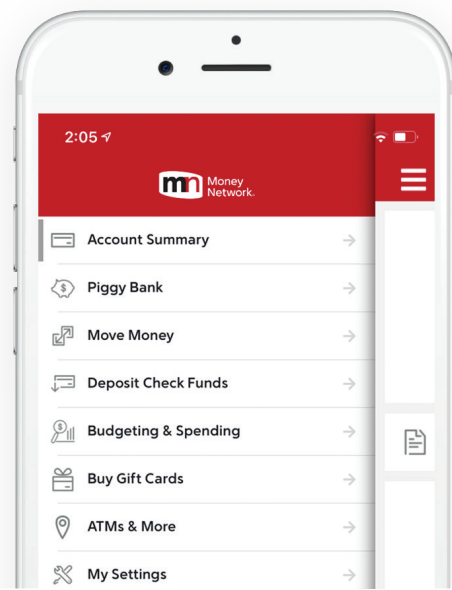 2:05
mn Money
Network.
Account Summary
Piggy Bank
Move Money
Deposit Check Funds
Budgeting & Spending
Buy Gift Cards
ATMs & More
My Settings